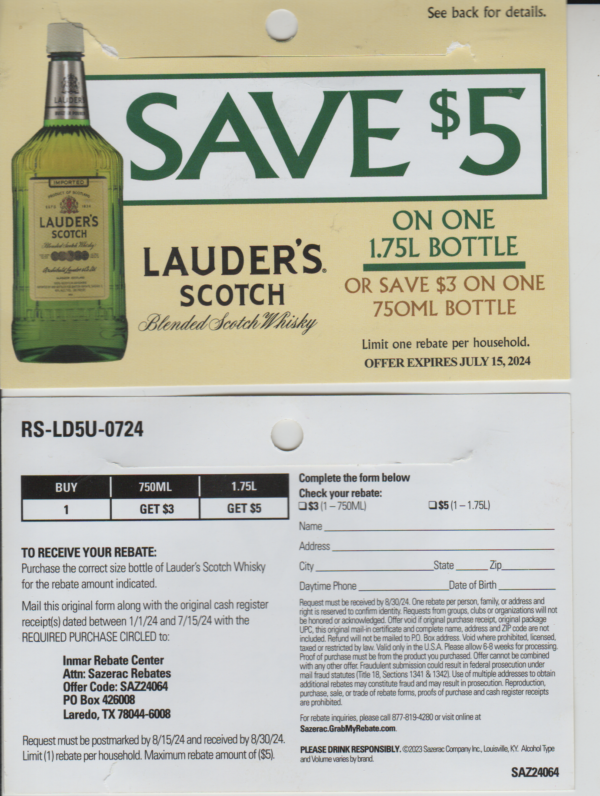 See back for details.
SAVE $5
ON ONE
1.75L BOTTLE
OR SAVE $3 ON ONE
750ML BOTTLE
LAUDER'S®
SCOTCH
Blended Scotch Whisky
Limit one rebate per household.
OFFER EXPIRES JULY 15, 2024
LAUDER'S
IMPORTED
LAUDER'S
SCOTCH
Blended Scotch Whisky
RS-LD5U-0724
BUY 750ML 1.75L
1 GET $3 GET $5
TO RECEIVE YOUR REBATE:
Purchase the correct size bottle of Lauder's Scotch Whisky
for the rebate amount indicated.
Mail this original form along with the original cash register
receipt(s) dated between 1/1/24 and 7/15/24 with the
REQUIRED PURCHASE CIRCLED to:
Inmar Rebate Center
Attn: Sazerac Rebates
Offer Code: SAZ24064
PO Box 426008
Laredo, TX 78044-6008
Request must be postmarked by 8/15/24 and received by 8/30/24.
Limit (1) rebate per household. Maximum rebate amount of ($5).
Complete the form below
Check your rebate:
❑ $3 (1 – 750ML) ❑ $5 (1 – 1.75L)
Name
Address
City State Zip
Daytime Phone Date of Birth
Request must be received by 8/30/24. One rebate per person, family, or address and
right is reserved to confirm identity. Requests from groups, clubs or organizations will not
be honored or acknowledged. Offer void if original purchase receipt, original package
UPC, this original mail-in certificate and complete name, address and ZIP code are not
included. Refund will not be mailed to P.O. Box address. Void where prohibited, licensed,
taxed or restricted by law. Valid only in the U.S.A. Please allow 6-8 weeks for processing.
Proof of purchase must be from the product you purchased. Offer cannot be combined
with any other offer. Fraudulent submission could result in federal prosecution under
mail fraud statutes (Title 18, Sections 1341 & 1342). Use of multiple addresses to obtain
additional rebates may constitute fraud and may result in prosecution. Reproduction,
purchase, sale, or trade of rebate forms, proofs of purchase and cash register receipts
are prohibited.
For rebate inquiries, please call 877-819-4280 or visit online at
Sazerac.GrabMyRebate.com.
PLEASE DRINK RESPONSIBLY. ©2023 Sazerac Company Inc., Louisville, KY. Alcohol Type
and Volume varies by brand.
SAZ24064